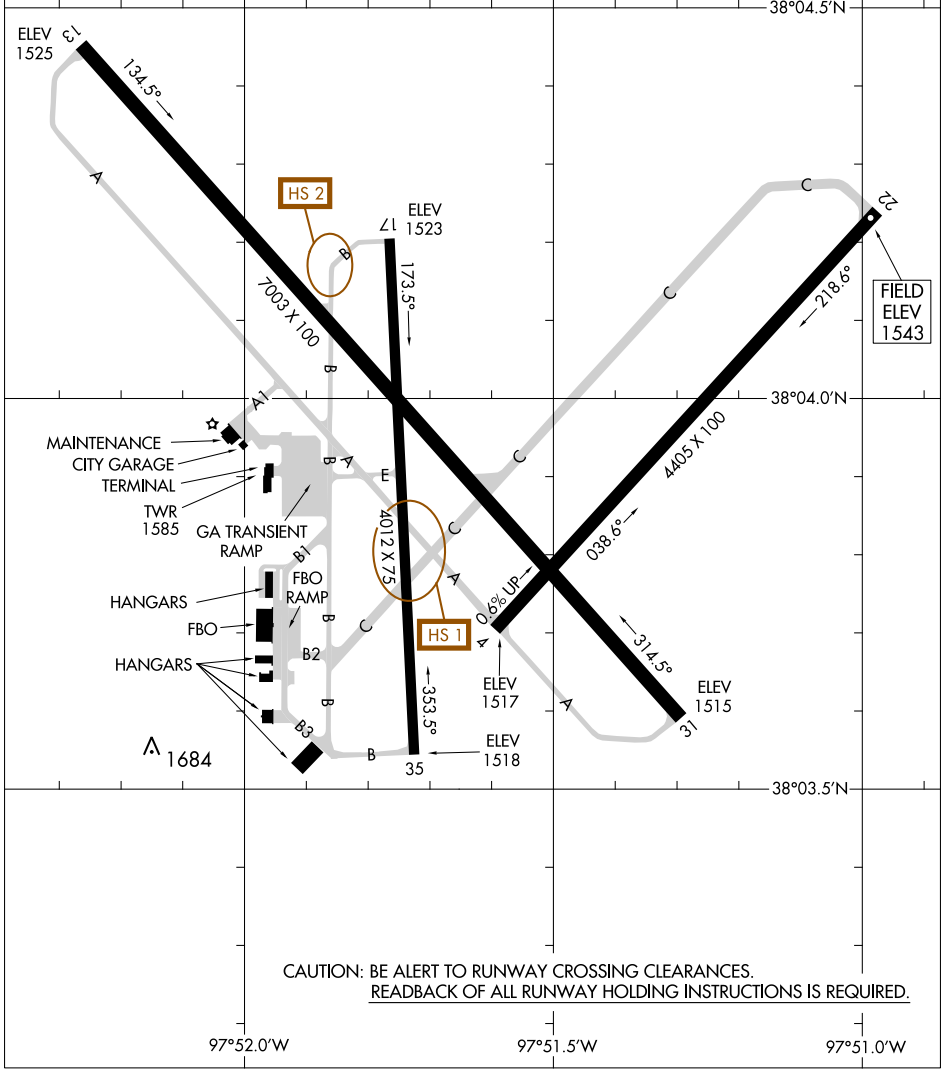 38°04.5'N
ELEV
1525
13
134.5°
A
HS 2
C
22
17
ELEV
1523
B
173.5°
C
218.6°
FIELD
ELEV
1543
7003 X 100
B
A1
38°04.0'N
MAINTENANCE
CITY GARAGE
TERMINAL
TWR
1585
B
A
E
C
4405 X 100
GA TRANSIENT
RAMP
4012 X 75
C
038.6°
B1
FBO
RAMP
A
HANGARS
0.6% UP
FBO
B
C
HS 1
4
HANGARS
B2
314.5°
ELEV
1517
353.5°
ELEV
1515
B
A
31
B3
1684
B
35
ELEV
1518
38°03.5'N
CAUTION: BE ALERT TO RUNWAY CROSSING CLEARANCES.
READBACK OF ALL RUNWAY HOLDING INSTRUCTIONS IS REQUIRED.
97°52.0'W
97°51.5'W
97°51.0'W